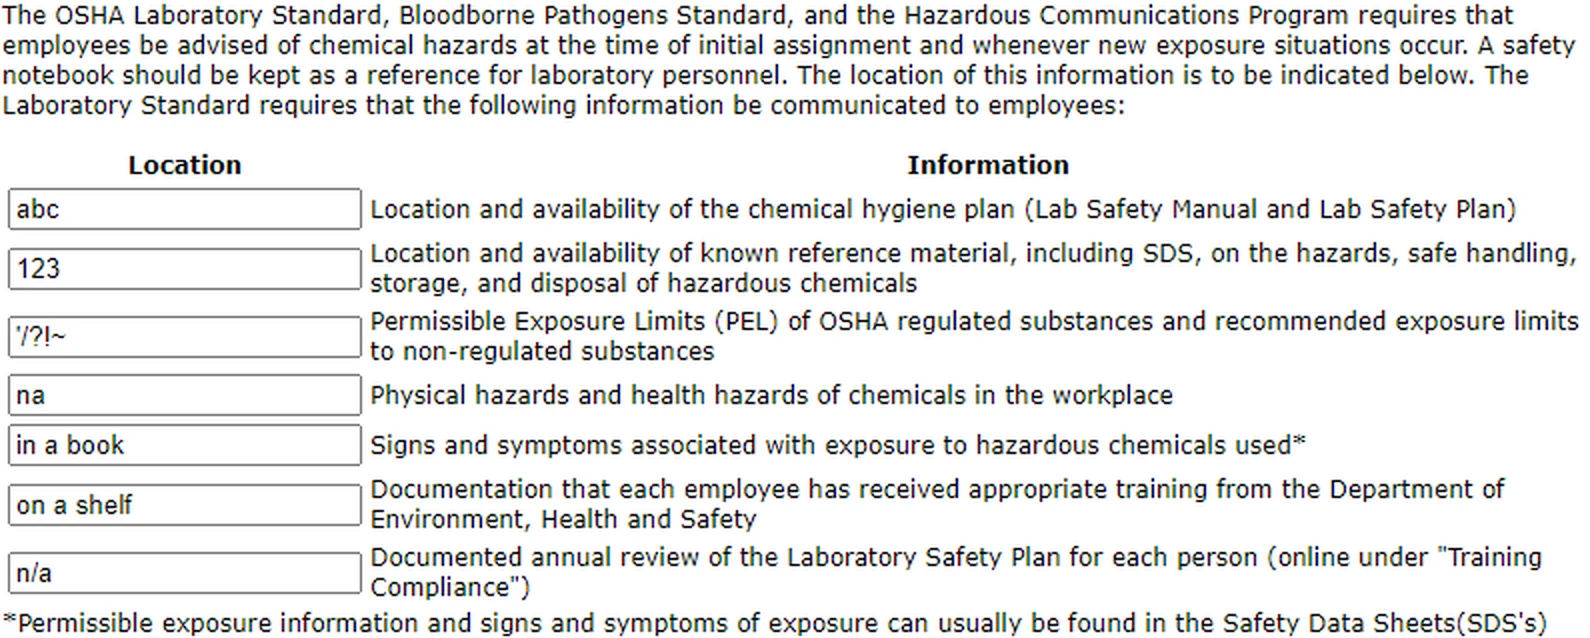 The OSHA Laboratory Standard, Bloodborne Pathogens Standard, and the Hazardous Communications Program requires that
employees be advised of chemical hazards at the time of initial assignment and whenever new exposure situations occur. A safety
notebook should be kept as a reference for laboratory personnel. The location of this information is to be indicated below. The
Laboratory Standard requires that the following information be communicated to employees:
Location Information
abc Location and availability of the chemical hygiene plan (Lab Safety Manual and Lab Safety Plan)
123 Location and availability of known reference material, including SDS, on the hazards, safe handling,
storage, and disposal of hazardous chemicals
'/?!~ Permissible Exposure Limits (PEL) of OSHA regulated substances and recommended exposure limits
to non-regulated substances
na Physical hazards and health hazards of chemicals in the workplace
in a book Signs and symptoms associated with exposure to hazardous chemicals used*
on a shelf Documentation that each employee has received appropriate training from the Department of
Environment, Health and Safety
n/a Documented annual review of the Laboratory Safety Plan for each person (online under "Training
Compliance")
*Permissible exposure information and signs and symptoms of exposure can usually be found in the Safety Data Sheets(SDS's)